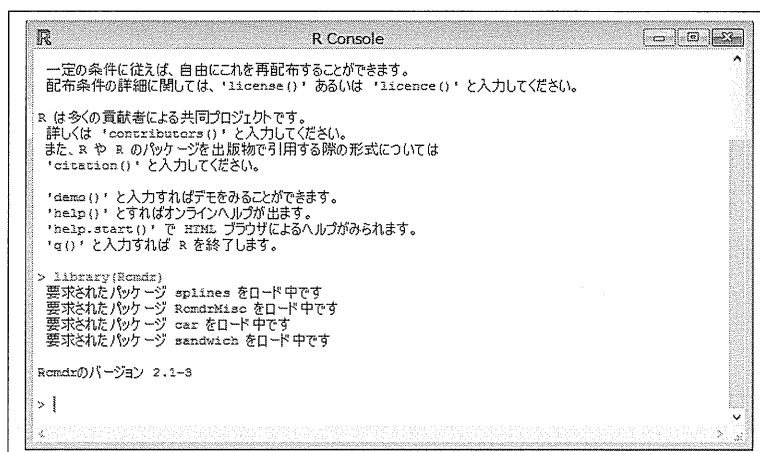 R Console
一定の条件に従えば、自由にこれを再配布することができます。
配布条件の詳細に関しては、'license()' あるいは 'licence()' と入力してください。
R は多くの貢献者による共同プロジェクトです。
詳しくは 'contributors()' と入力してください。
また、R や R のパッケージを出版物で引用する際の形式については
'citation()' と入力してください。
'demo()' と入力すればデモをみることができます。
'help()' とすればオンラインヘルプが出ます。
'help.start()' で HTML ブラウザによるヘルプがみられます。
'q()' と入力すれば R を終了します。
> library(Rcmdr)
要求されたパッケージ splines をロード中です
要求されたパッケージ RcmdrMisc をロード中です
要求されたパッケージ car をロード中です
要求されたパッケージ sandwich をロード中です
Rcmdrのバージョン 2.1-3
>